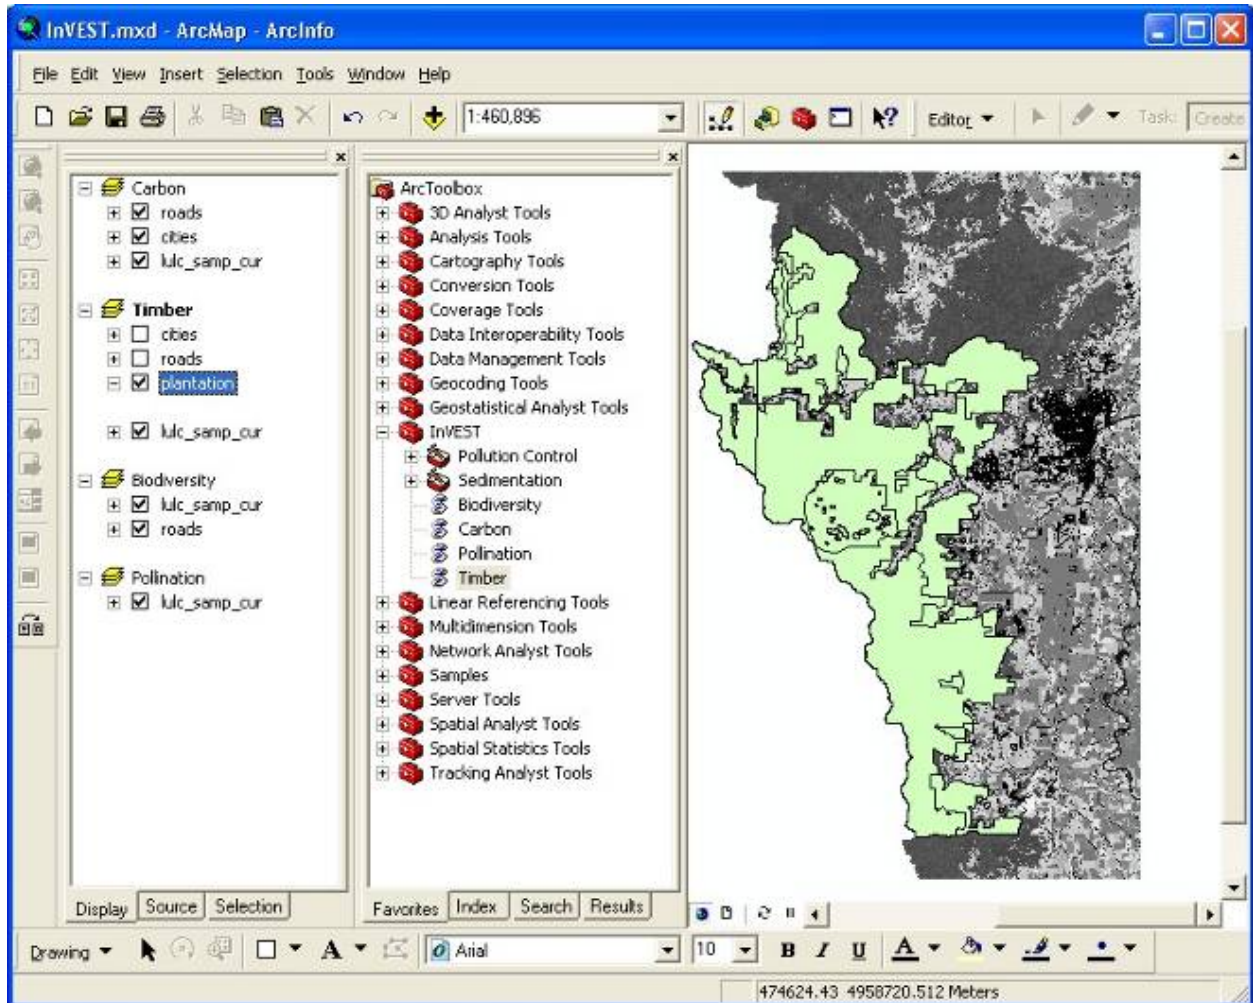 InVEST.mxd - ArcMap - ArcInfo
File Edit View Insert Selection Tools Window Help
1:460,896
Editor
Task: Create
Carbon
roads
cities
lulc_samp_cur
Timber
cities
roads
plantation
lulc_samp_cur
Biodiversity
lulc_samp_cur
roads
Pollination
lulc_samp_cur
Display Source Selection
ArcToolbox
3D Analyst Tools
Analysis Tools
Cartography Tools
Conversion Tools
Coverage Tools
Data Interoperability Tools
Data Management Tools
Geocoding Tools
Geostatistical Analyst Tools
InVEST
Pollution Control
Sedimentation
Biodiversity
Carbon
Pollination
Timber
Linear Referencing Tools
Multidimension Tools
Network Analyst Tools
Samples
Server Tools
Spatial Analyst Tools
Spatial Statistics Tools
Tracking Analyst Tools
Favorites Index Search Results
Drawing
A
Arial
10
B I U A
474624.43 4958720.512 Meters